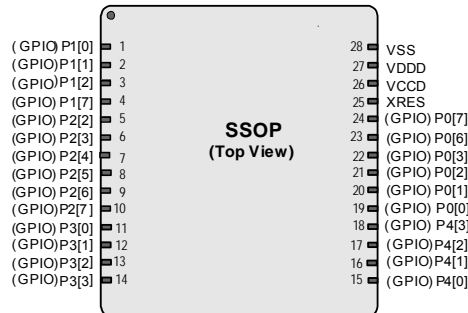 (GPIO) P1[0] 1
(GPIO) P1[1] 2
(GPIO) P1[2] 3
(GPIO) P1[7] 4
(GPIO) P2[2] 5
(GPIO) P2[3] 6
(GPIO) P2[4] 7
(GPIO) P2[5] 8
(GPIO) P2[6] 9
(GPIO) P2[7] 10
(GPIO) P3[0] 11
(GPIO) P3[1] 12
(GPIO) P3[2] 13
(GPIO) P3[3] 14
SSOP
(Top View)
28 VSS
27 VDDD
26 VCCD
25 XRES
24 (GPIO) P0[7]
23 (GPIO) P0[6]
22 (GPIO) P0[3]
21 (GPIO) P0[2]
20 (GPIO) P0[1]
19 (GPIO) P0[0]
18 (GPIO) P4[3]
17 (GPIO) P4[2]
16 (GPIO) P4[1]
15 (GPIO) P4[0]